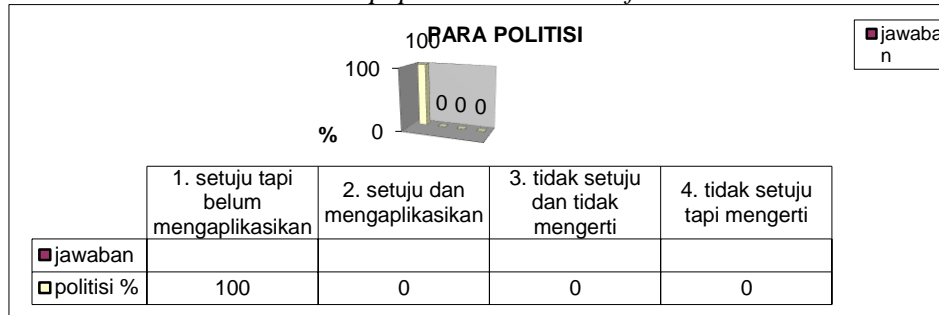 PARA POLITISI
100
100
0 0 0
% 0
jawaba
n
1. setuju tapi
belum
mengaplikasikan
2. setuju dan
mengaplikasikan
3. tidak setuju
dan tidak
mengerti
4. tidak setuju
tapi mengerti
jawaban
politisi % 100 0 0 0